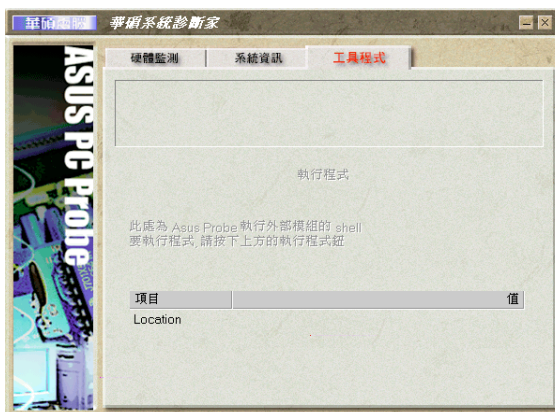 華碩電腦 華碩系統診斷家
硬體監測 系統資訊 工具程式
ASUS PC Probe
執行程式
此處為 Asus Probe 執行外部模組的 shell
要執行程式, 請按下上方的執行程式鈕
項目 值
Location